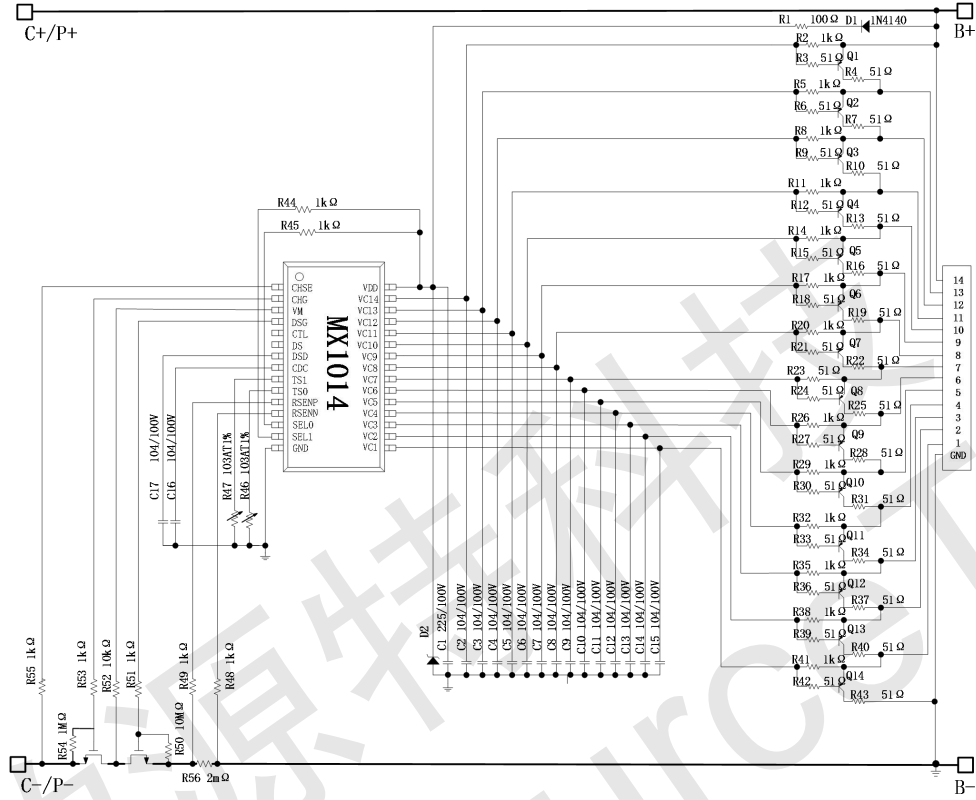 C+/P+
B+
R1 100Ω D1 1N4140
R2 1kΩ
R3 51Ω Q1
R4 51Ω
R5 1kΩ
R6 51Ω Q2
R7 51Ω
R8 1kΩ
R9 51Ω Q3
R10 51Ω
R11 1kΩ
R12 51Ω Q4
R13 51Ω
R14 1kΩ
R15 51Ω Q5
R16 51Ω
R17 1kΩ
R18 51Ω Q6
R19 51Ω
R20 1kΩ
R21 51Ω Q7
R22 51Ω
R23 51Ω
R24 51Ω Q8
R25 51Ω
R26 1kΩ
R27 51Ω Q9
R28 51Ω
R29 1kΩ
R30 51Ω Q10
R31 51Ω
R32 1kΩ
R33 51Ω Q11
R34 51Ω
R35 1kΩ
R36 51Ω Q12
R37 51Ω
R38 1kΩ
R39 51Ω Q13
R40 51Ω
R41 1kΩ
R42 51Ω Q14
R43 51Ω
14
13
12
11
10
9
8
7
6
5
4
3
2
1
GND
R44 1kΩ
R45 1kΩ
MX1014
CHSE VDD
CHG VC14
VM VC13
DSG VC12
CTL VC11
DS VC10
DSD VC9
CDC VC8
TS1 VC7
TS0 VC6
RSENP VC5
RSENN VC4
SEL0 VC3
SEL1 VC2
GND VC1
C17 104/100V
C16 104/100V
R47 103AT1%
R46 103AT1%
D2
C1 225/100V
C2 104/100V
C3 104/100V
C4 104/100V
C5 104/100V
C6 104/100V
C7 104/100V
C8 104/100V
C9 104/100V
C10 104/100V
C11 104/100V
C12 104/100V
C13 104/100V
C14 104/100V
C15 104/100V
R55 1kΩ
R53 1kΩ
R52 10kΩ
R51 1kΩ
R49 1kΩ
R48 1kΩ
R54 1MΩ
R50 10MΩ
R56 2mΩ
C-/P-
B-
源特科技
urce T